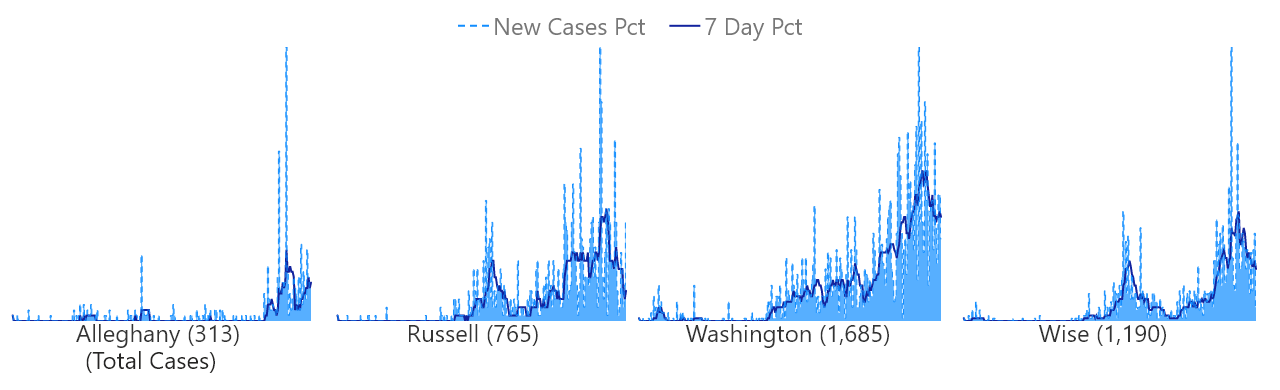 New Cases Pct 7 Day Pct
Alleghany (313) Russell (765) Washington (1,685) Wise (1,190)
(Total Cases)